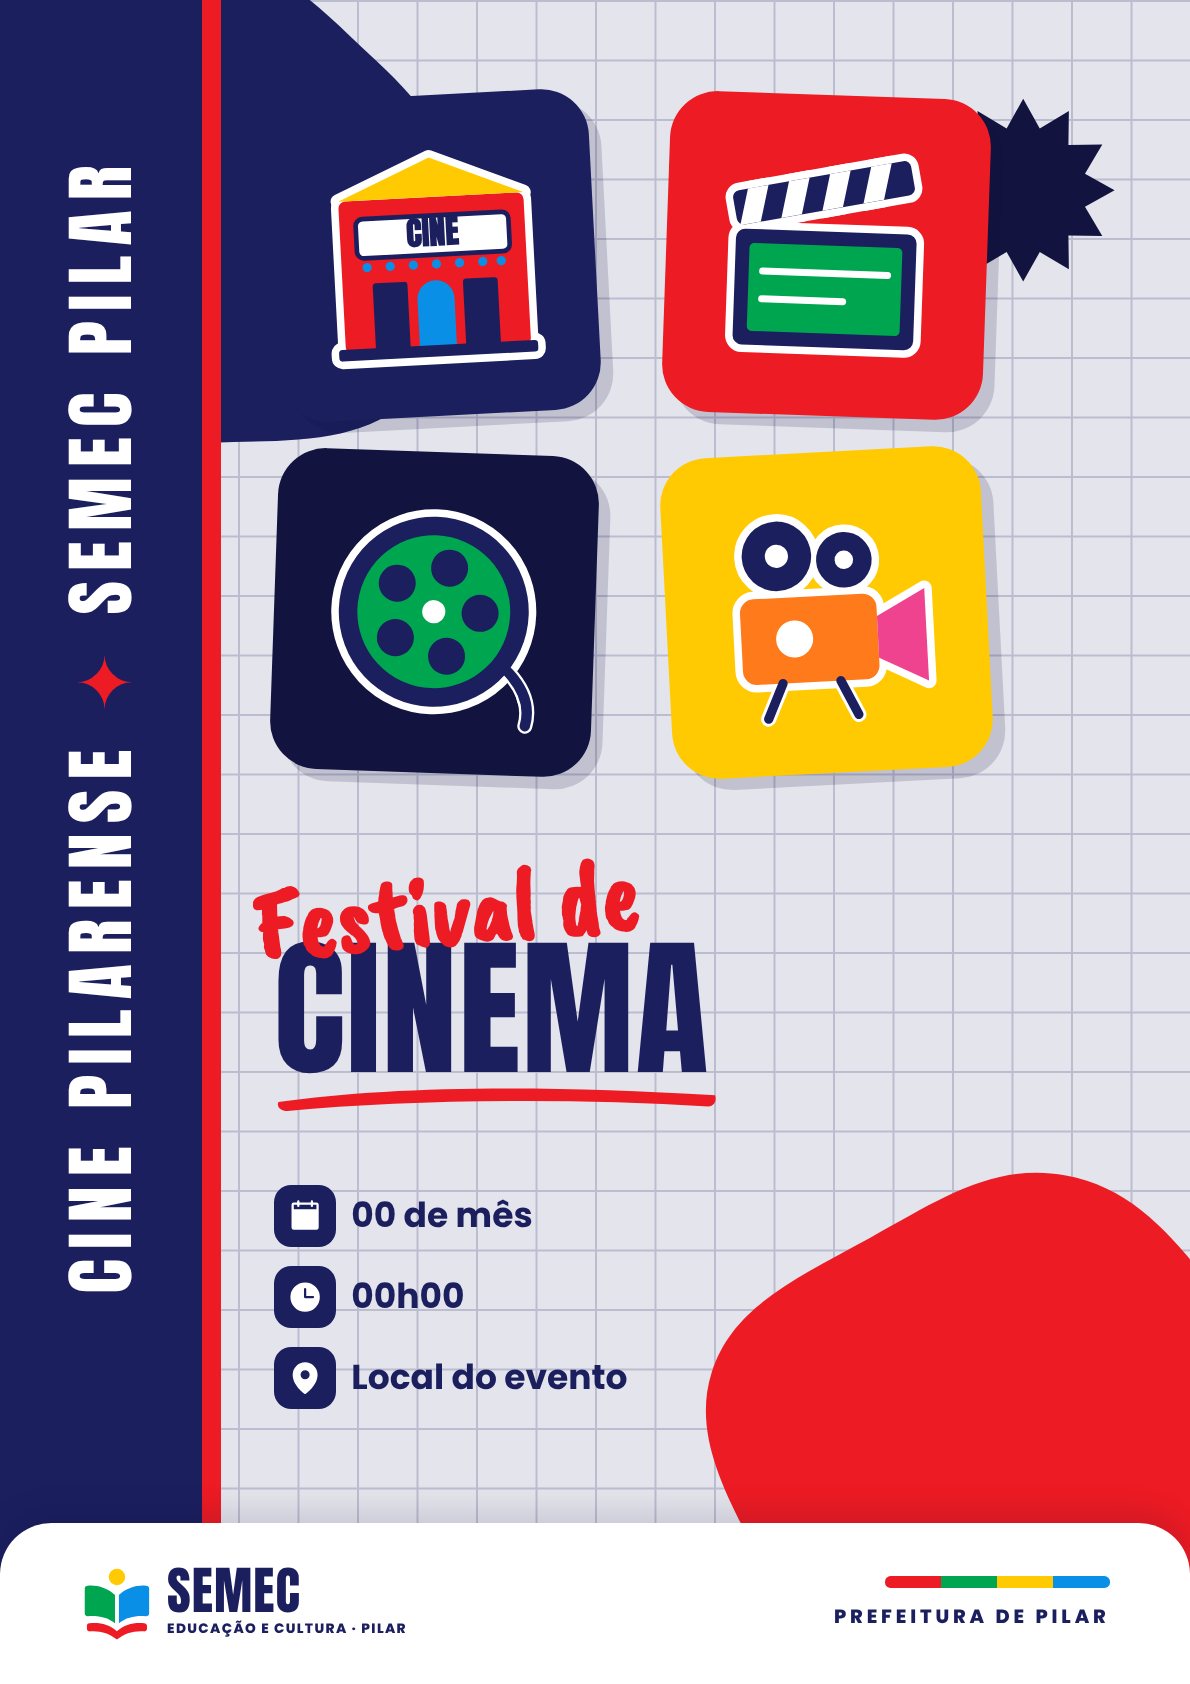 CINE PILARENSE ✦ SEMEC PILAR
CINE
Festival de
CINEMA
00 de mês
00h00
Local do evento
SEMEC
EDUCAÇÃO E CULTURA · PILAR
PREFEITURA DE PILAR